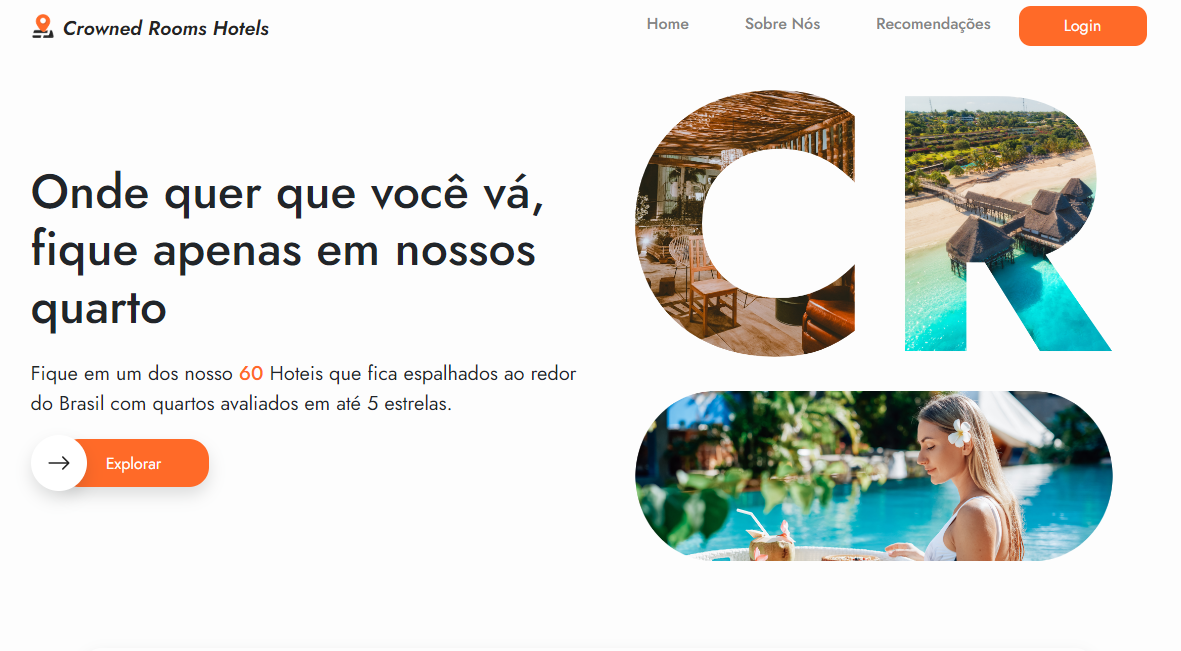 Crowned Rooms Hotels
Home
Sobre Nós
Recomendações
Login
CR
Onde quer que você vá,
fique apenas em nossos
quarto
Fique em um dos nosso 60 Hoteis que fica espalhados ao redor
do Brasil com quartos avaliados em até 5 estrelas.
Explorar